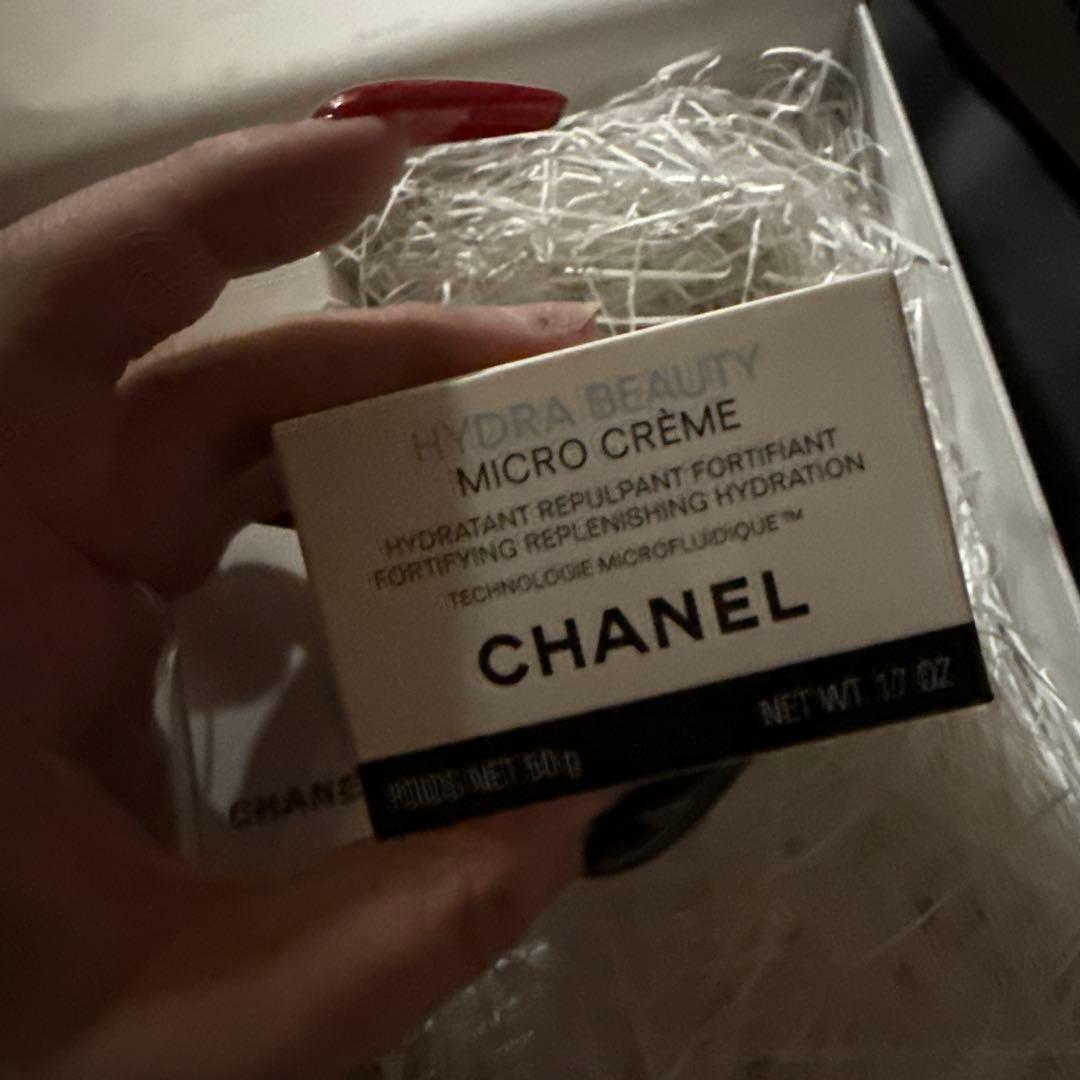 HYDRA BEAUTY
MICRO CRÈME
HYDRATANT REPULPANT FORTIFIANT
FORTIFYING REPLENISHING HYDRATION
TECHNOLOGIE MICROFLUIDIQUE™
CHANEL
POIDS NET 50 g
NET WT. 1.7 OZ
CHANE